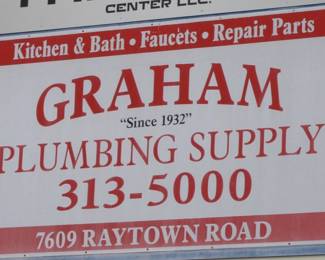 CENTER LLC.
Kitchen & Bath • Faucets • Repair Parts
GRAHAM
"Since 1932"
PLUMBING SUPPLY
313-5000
7609 RAYTOWN ROAD